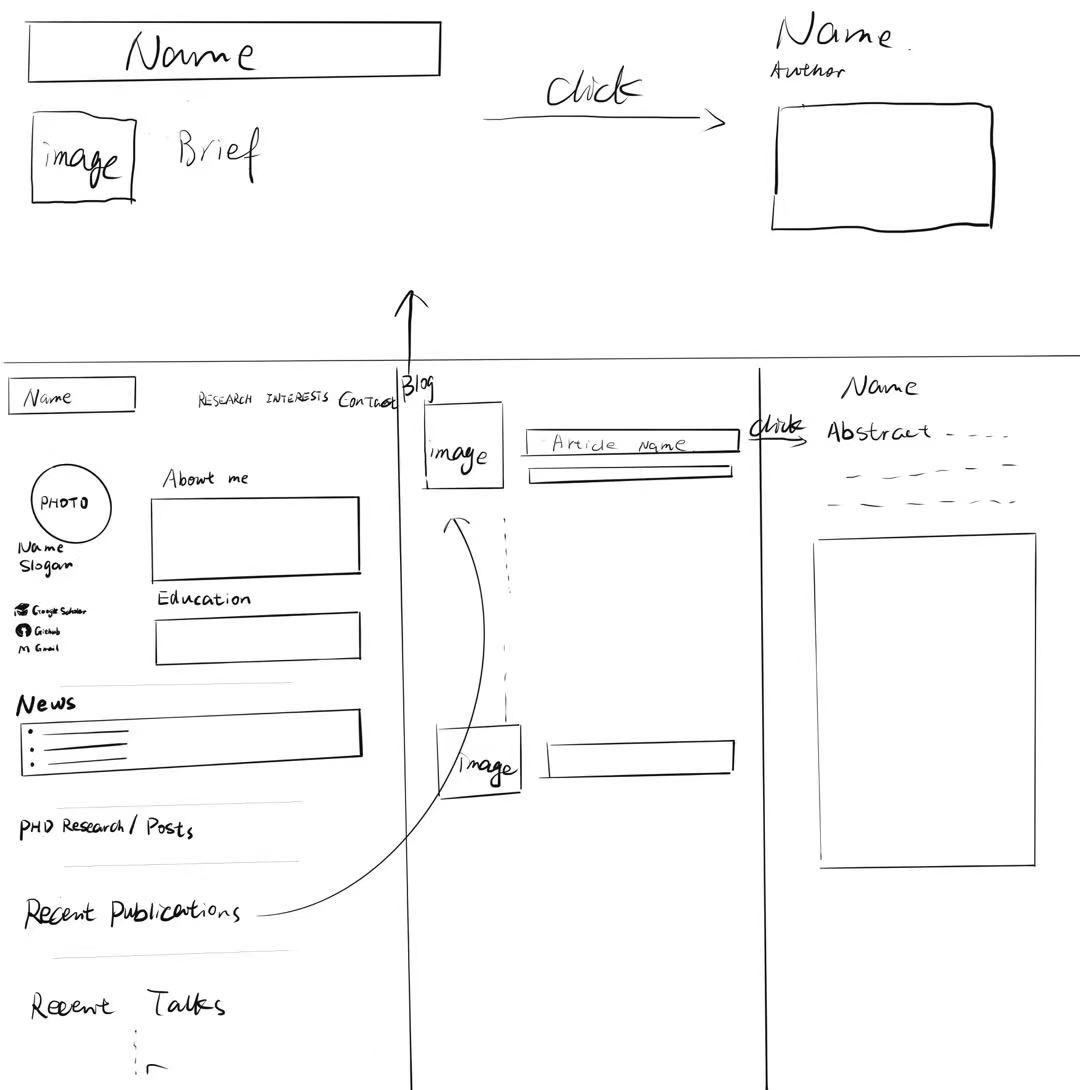 Name
image
Brief
Click
Name.
Author
Name
RESEARCH INTERESTS Contact Blog
PHOTO
Name
Slogan
Google Scholar
Github
M Gmail
About me
Education
News
PHD Research / Posts
Recent Publications
Recent Talks
image
Article name
image
Click
Name
Abstract